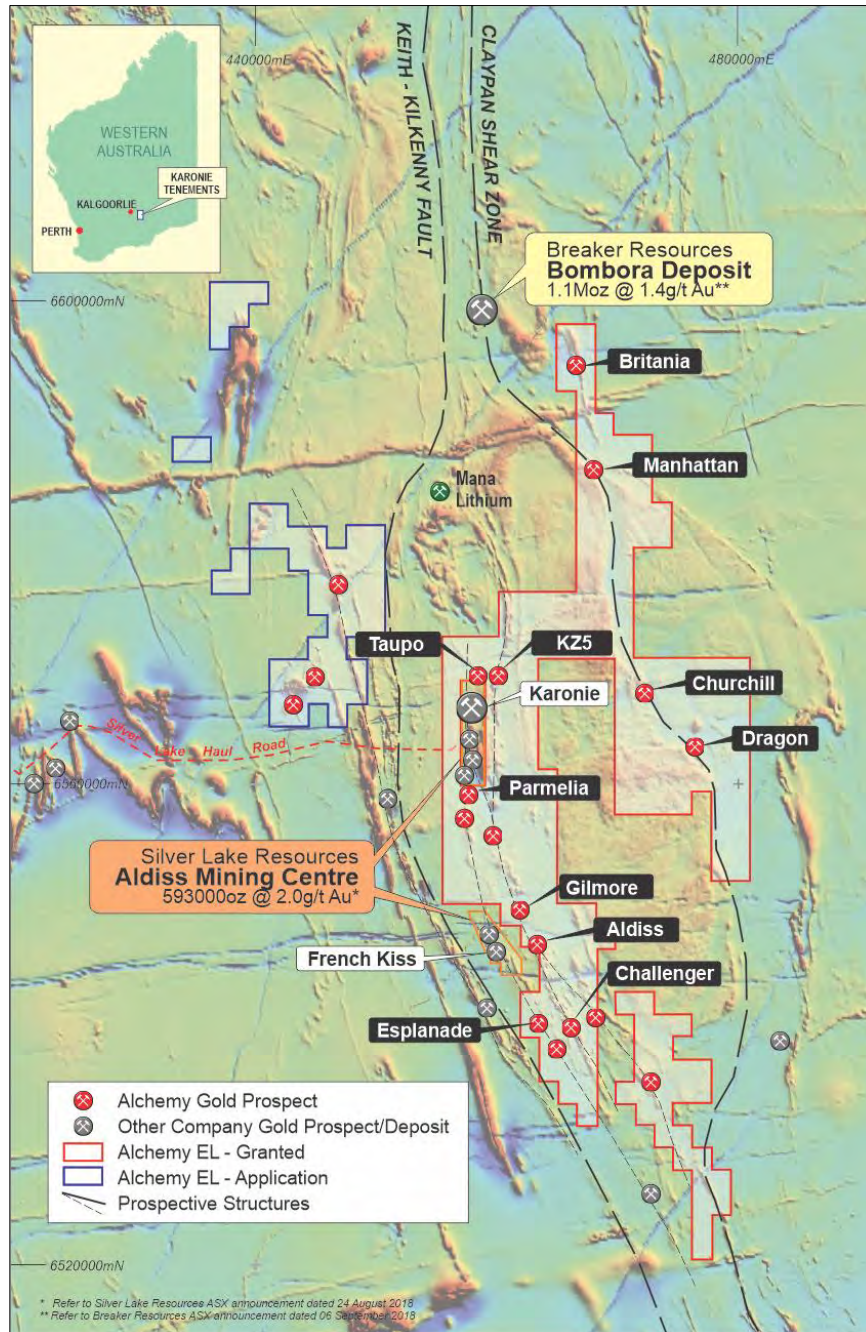 440000mE
480000mE
WESTERN
AUSTRALIA
KARONIE
TENEMENTS
KALGOORLIE
PERTH
KEITH - KILKENNY FAULT
CLAYPAN SHEAR ZONE
Breaker Resources
Bombora Deposit
1.1Moz @ 1.4g/t Au**
6600000mN
Britania
Manhattan
Mana
Lithium
Taupo
KZ5
Karonie
Churchill
Dragon
Silver Lake Haul Road
Parmelia
Silver Lake Resources
Aldiss Mining Centre
593000oz @ 2.0g/t Au*
Gilmore
Aldiss
French Kiss
Challenger
Esplanade
Alchemy Gold Prospect
Other Company Gold Prospect/Deposit
Alchemy EL - Granted
Alchemy EL - Application
Prospective Structures
6520000mN
* Refer to Silver Lake Resources ASX announcement dated 24 August 2018
** Refer to Breaker Resources ASX announcement dated 06 September 2018